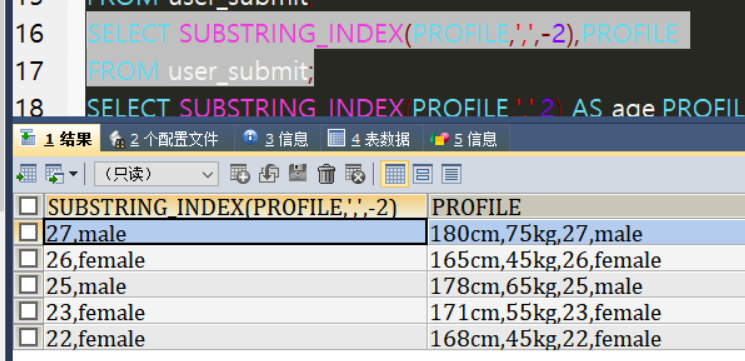 15 FROM user_submit
16 SELECT SUBSTRING_INDEX(PROFILE,',',-2),PROFILE
17 FROM user_submit;
18 SELECT SUBSTRING_INDEX(PROFILE,',',2) AS age,PROFIL
1 结果 2 个配置文件 3 信息 4 表数据 5 信息
(只读)
SUBSTRING_INDEX(PROFILE,',',-2) PROFILE
27,male 180cm,75kg,27,male
26,female 165cm,45kg,26,female
25,male 178cm,65kg,25,male
23,female 171cm,55kg,23,female
22,female 168cm,45kg,22,female